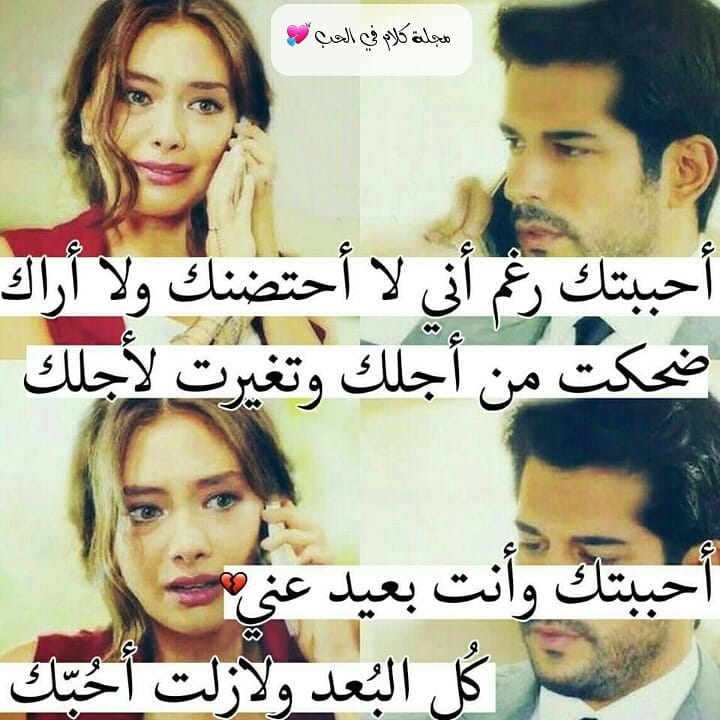 مجلة كلام في الحب 💘
أحببتك رغم أني لا أحتضنك ولا أراك
ضحكت من أجلك وتغيرت لأجلك
أحببتك وأنت بعيد عني💔
كُل البُعد ولازلت أحُبّك